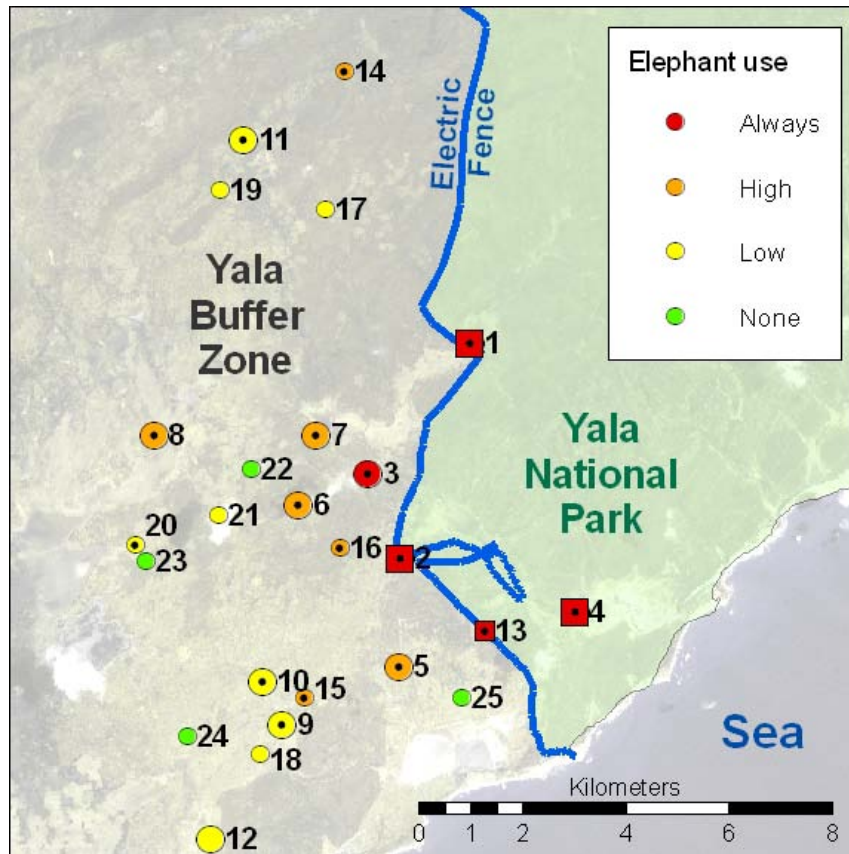 Elephant use
Always
High
Low
None
Electric
Fence
Yala
Buffer
Zone
Yala
National
Park
Sea
14
11
19
17
1
8
7
22
3
6
21
20
23
16
2
4
13
5
10
15
25
9
24
18
12
Kilometers
0 1 2 4 6 8